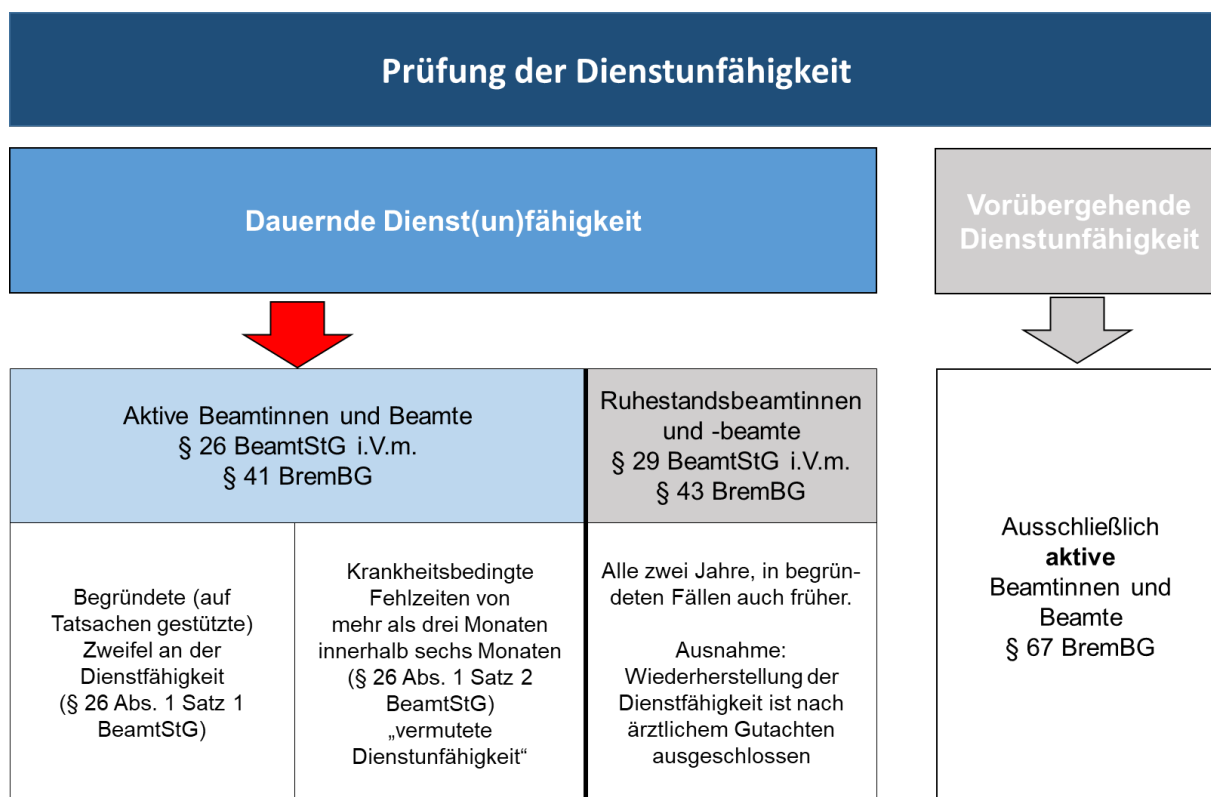 Prüfung der Dienstunfähigkeit
Dauernde Dienst(un)fähigkeit
Vorübergehende
Dienstunfähigkeit
Aktive Beamtinnen und Beamte
§ 26 BeamtStG i.V.m.
§ 41 BremBG
Ruhestandsbeamtinnen
und -beamte
§ 29 BeamtStG i.V.m.
§ 43 BremBG
Begründete (auf
Tatsachen gestützte)
Zweifel an der
Dienstfähigkeit
(§ 26 Abs. 1 Satz 1
BeamtStG)
Krankheitsbedingte
Fehlzeiten von
mehr als drei Monaten
innerhalb sechs Monaten
(§ 26 Abs. 1 Satz 2
BeamtStG)
„vermutete
Dienstunfähigkeit“
Alle zwei Jahre, in begrün-
deten Fällen auch früher.
Ausnahme:
Wiederherstellung der
Dienstfähigkeit ist nach
ärztlichem Gutachten
ausgeschlossen
Ausschließlich
aktive
Beamtinnen und
Beamte
§ 67 BremBG